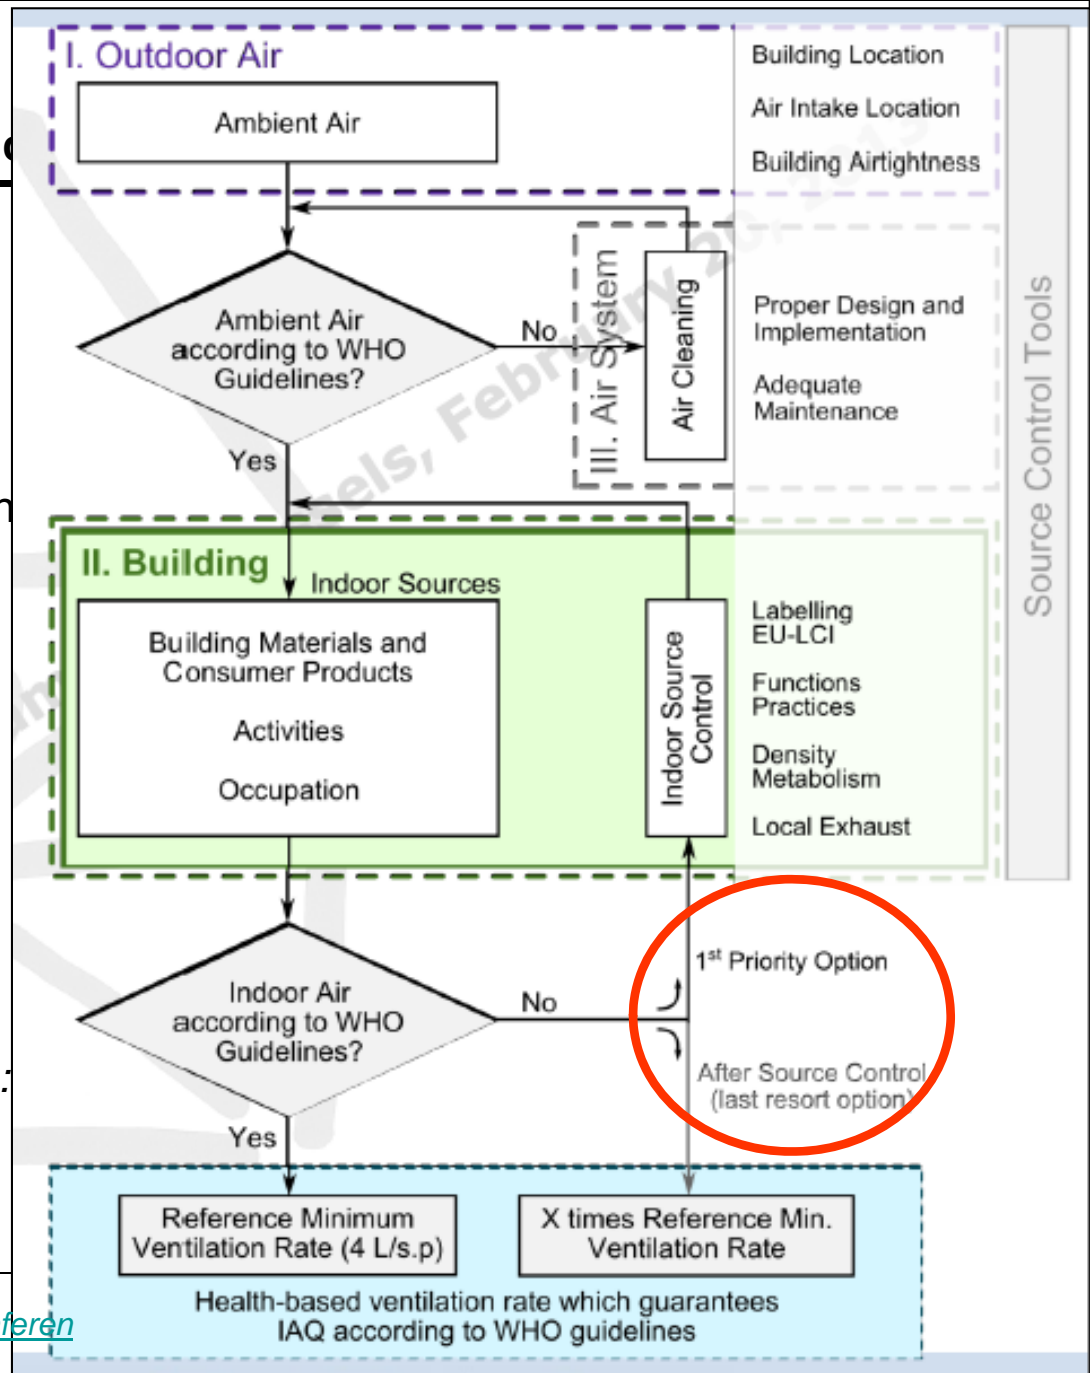 I. Outdoor Air
Ambient Air
Building Location
Air Intake Location
Building Airtightness
Ambient Air
according to WHO
Guidelines?
No
Yes
III. Air System
Air Cleaning
Proper Design and
Implementation
Adequate
Maintenance
Source Control Tools
February 20, 2013
II. Building
Indoor Sources
Building Materials and
Consumer Products
Activities
Occupation
Indoor Source
Control
Labelling
EU-LCI
Functions
Practices
Density
Metabolism
Local Exhaust
Indoor Air
according to WHO
Guidelines?
No
Yes
1st Priority Option
After Source Control
(last resort option)
Reference Minimum
Ventilation Rate (4 L/s.p)
X times Reference Min.
Ventilation Rate
Health-based ventilation rate which guarantees
IAQ according to WHO guidelines
feren